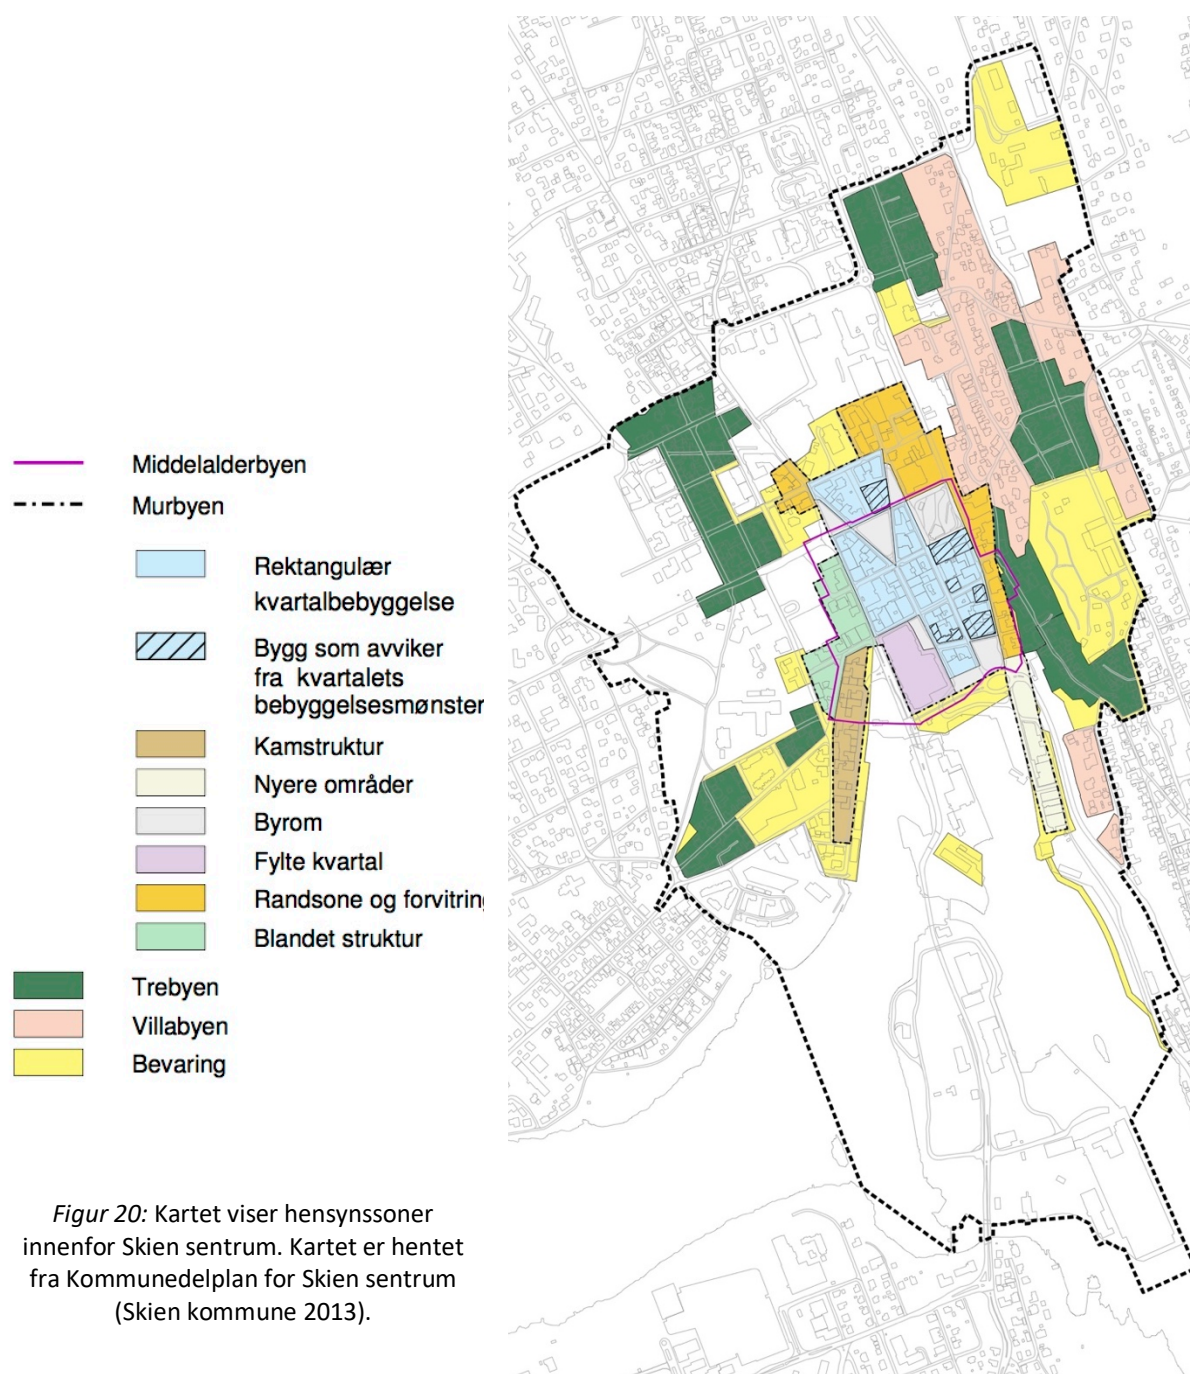 Middelalderbyen
Murbyen
Rektangulær
kvartalbebyggelse
Bygg som avviker
fra kvartalets
bebyggelsesmønster
Kamstruktur
Nyere områder
Byrom
Fylte kvartal
Randsone og forvitrin
Blandet struktur
Trebyen
Villabyen
Bevaring
Figur 20: Kartet viser hensynssoner
innenfor Skien sentrum. Kartet er hentet
fra Kommunedelplan for Skien sentrum
(Skien kommune 2013).